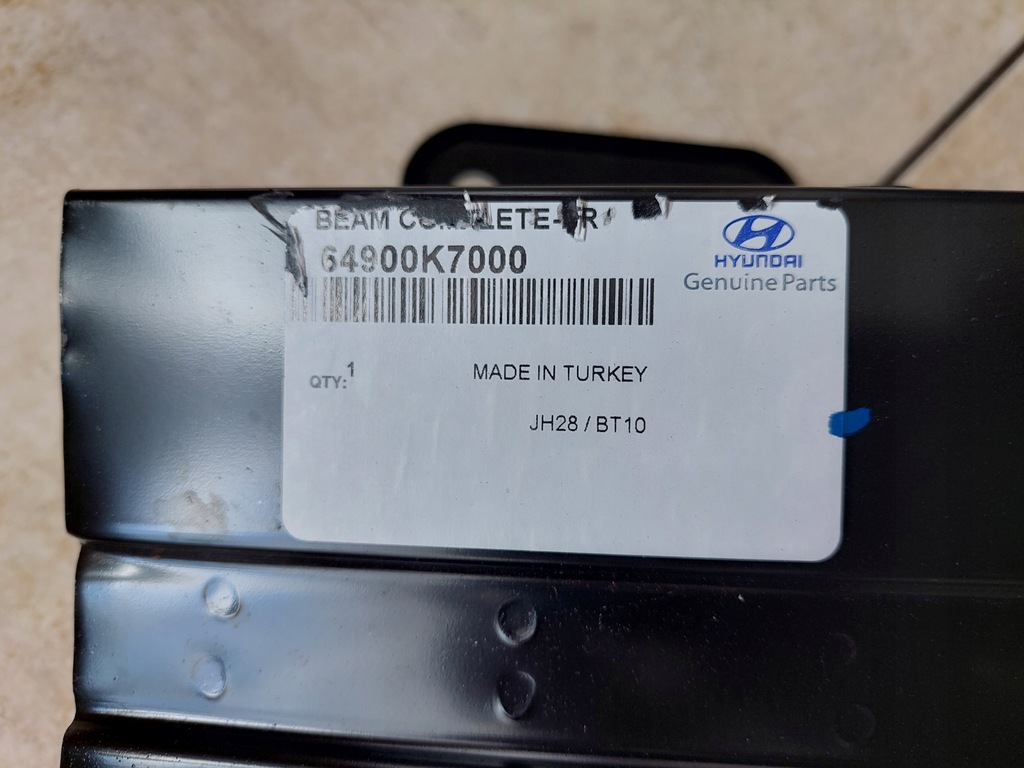 BEAM
64900K7000
HYUNDAI
Genuine Parts
QTY:1
MADE IN TURKEY
JH28 / BT10